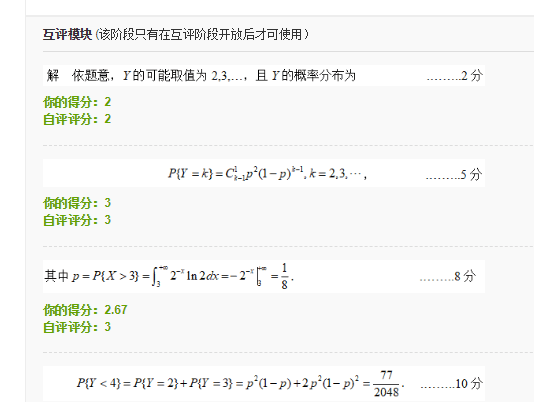 互评模块 (该阶段只有在互评阶段开放后才可使用)
解 依题意，Y的可能取值为 2,3,…，且 Y的概率分布为 ………2 分
你的得分：2
自评评分：2
P{Y = k} = C¹ₖ₋₁p²(1−p)ᵏ⁻¹, k = 2,3,⋯, ………5 分
你的得分：3
自评评分：3
其中 p = P{X > 3} = ∫₃⁺∞ 2⁻ˣ ln 2dx = −2⁻ˣ|₃⁺∞ = 1/8. ………8 分
你的得分：2.67
自评评分：3
P{Y < 4} = P{Y = 2} + P{Y = 3} = p²(1−p) + 2p²(1−p)² = 77/2048. ………10 分